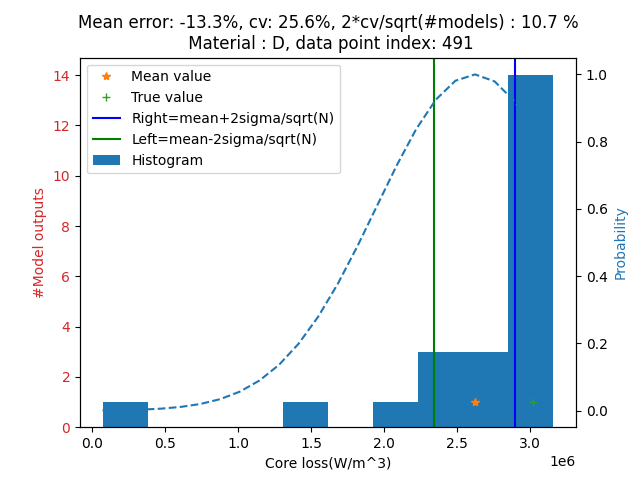 Mean error: -13.3%, cv: 25.6%, 2*cv/sqrt(#models) : 10.7 %
Material : D, data point index: 491
Mean value
True value
Right=mean+2sigma/sqrt(N)
Left=mean-2sigma/sqrt(N)
Histogram
14
12
10
8
6
4
2
0
#Model outputs
1.0
0.8
0.6
0.4
0.2
0.0
Probability
0.0 0.5 1.0 1.5 2.0 2.5 3.0
1e6
Core loss(W/m^3)